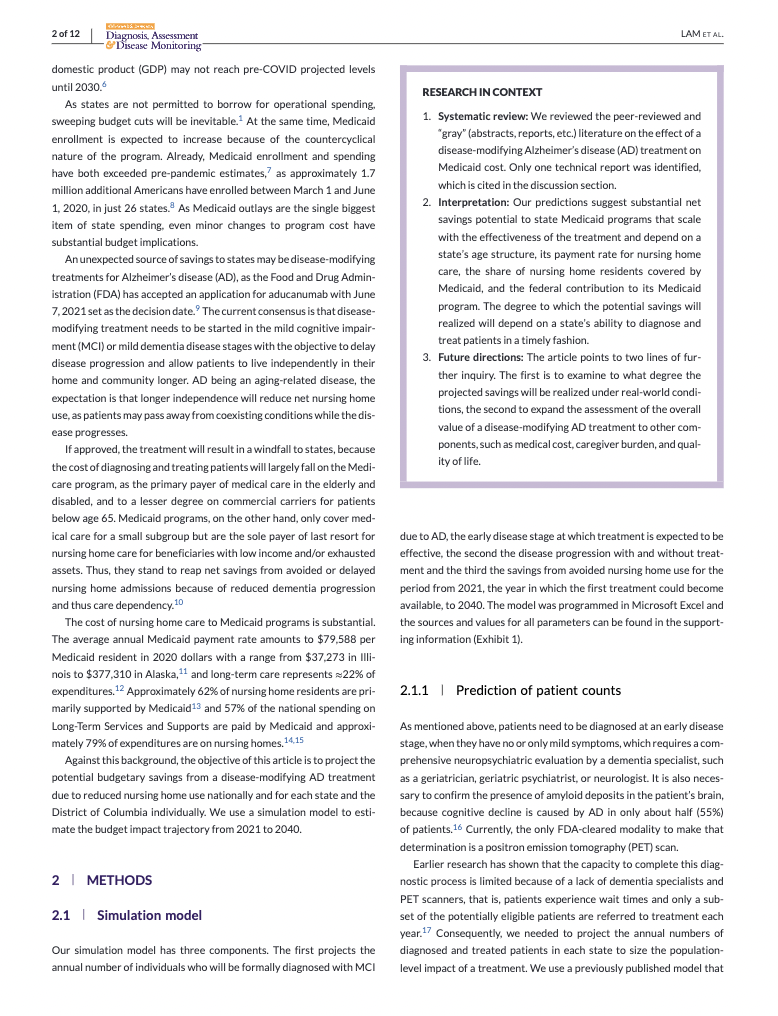 2 of 12
Diagnosis, Assessment
& Disease Monitoring
LAM ET AL.
domestic product (GDP) may not reach pre-COVID projected levels
until 2030.6
As states are not permitted to borrow for operational spending,
sweeping budget cuts will be inevitable.1 At the same time, Medicaid
enrollment is expected to increase because of the countercyclical
nature of the program. Already, Medicaid enrollment and spending
have both exceeded pre-pandemic estimates,7 as approximately 1.7
million additional Americans have enrolled between March 1 and June
1, 2020, in just 26 states.8 As Medicaid outlays are the single biggest
item of state spending, even minor changes to program cost have
substantial budget implications.
An unexpected source of savings to states may be disease-modifying
treatments for Alzheimer's disease (AD), as the Food and Drug Admin-
istration (FDA) has accepted an application for aducanumab with June
7, 2021 set as the decision date.9 The current consensus is that disease-
modifying treatment needs to be started in the mild cognitive impair-
ment (MCI) or mild dementia disease stages with the objective to delay
disease progression and allow patients to live independently in their
home and community longer. AD being an aging-related disease, the
expectation is that longer independence will reduce net nursing home
use, as patients may pass away from coexisting conditions while the dis-
ease progresses.
If approved, the treatment will result in a windfall to states, because
the cost of diagnosing and treating patients will largely fall on the Medi-
care program, as the primary payer of medical care in the elderly and
disabled, and to a lesser degree on commercial carriers for patients
below age 65. Medicaid programs, on the other hand, only cover med-
ical care for a small subgroup but are the sole payer of last resort for
nursing home care for beneficiaries with low income and/or exhausted
assets. Thus, they stand to reap net savings from avoided or delayed
nursing home admissions because of reduced dementia progression
and thus care dependency.10
The cost of nursing home care to Medicaid programs is substantial.
The average annual Medicaid payment rate amounts to $79,588 per
Medicaid resident in 2020 dollars with a range from $37,273 in Illi-
nois to $377,310 in Alaska,11 and long-term care represents ≈22% of
expenditures.12 Approximately 62% of nursing home residents are pri-
marily supported by Medicaid13 and 57% of the national spending on
Long-Term Services and Supports are paid by Medicaid and approxi-
mately 79% of expenditures are on nursing homes.14,15
Against this background, the objective of this article is to project the
potential budgetary savings from a disease-modifying AD treatment
due to reduced nursing home use nationally and for each state and the
District of Columbia individually. We use a simulation model to esti-
mate the budget impact trajectory from 2021 to 2040.
2 | METHODS
2.1 | Simulation model
Our simulation model has three components. The first projects the
annual number of individuals who will be formally diagnosed with MCI
RESEARCH IN CONTEXT
1. Systematic review: We reviewed the peer-reviewed and
"gray" (abstracts, reports, etc.) literature on the effect of a
disease-modifying Alzheimer's disease (AD) treatment on
Medicaid cost. Only one technical report was identified,
which is cited in the discussion section.
2. Interpretation: Our predictions suggest substantial net
savings potential to state Medicaid programs that scale
with the effectiveness of the treatment and depend on a
state's age structure, its payment rate for nursing home
care, the share of nursing home residents covered by
Medicaid, and the federal contribution to its Medicaid
program. The degree to which the potential savings will
realized will depend on a state's ability to diagnose and
treat patients in a timely fashion.
3. Future directions: The article points to two lines of fur-
ther inquiry. The first is to examine to what degree the
projected savings will be realized under real-world condi-
tions, the second to expand the assessment of the overall
value of a disease-modifying AD treatment to other com-
ponents, such as medical cost, caregiver burden, and qual-
ity of life.
due to AD, the early disease stage at which treatment is expected to be
effective, the second the disease progression with and without treat-
ment and the third the savings from avoided nursing home use for the
period from 2021, the year in which the first treatment could become
available, to 2040. The model was programmed in Microsoft Excel and
the sources and values for all parameters can be found in the support-
ing information (Exhibit 1).
2.1.1 | Prediction of patient counts
As mentioned above, patients need to be diagnosed at an early disease
stage, when they have no or only mild symptoms, which requires a com-
prehensive neuropsychiatric evaluation by a dementia specialist, such
as a geriatrician, geriatric psychiatrist, or neurologist. It is also neces-
sary to confirm the presence of amyloid deposits in the patient's brain,
because cognitive decline is caused by AD in only about half (55%)
of patients.16 Currently, the only FDA-cleared modality to make that
determination is a positron emission tomography (PET) scan.
Earlier research has shown that the capacity to complete this diag-
nostic process is limited because of a lack of dementia specialists and
PET scanners, that is, patients experience wait times and only a sub-
set of the potentially eligible patients are referred to treatment each
year.17 Consequently, we needed to project the annual numbers of
diagnosed and treated patients in each state to size the population-
level impact of a treatment. We use a previously published model that